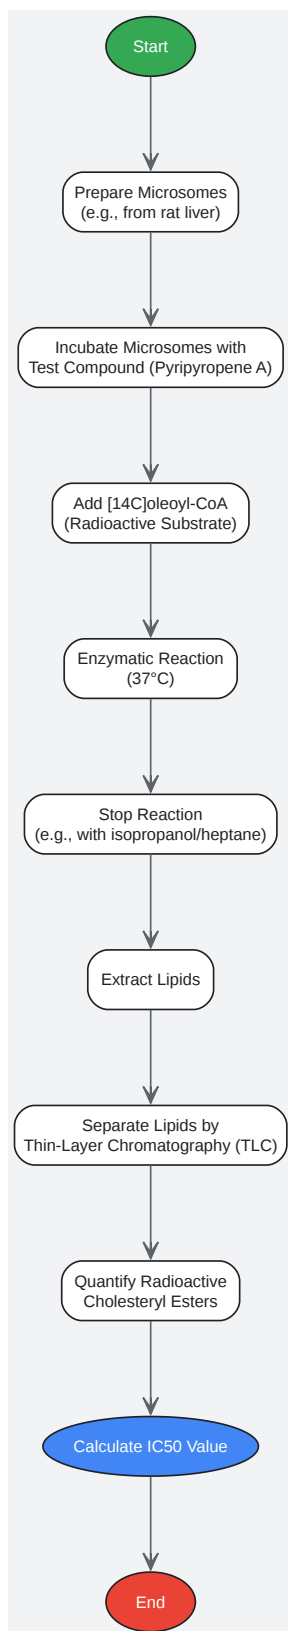 Start
Prepare Microsomes
(e.g., from rat liver)
Incubate Microsomes with
Test Compound (Pyripyropene A)
Add [14C]oleoyl-CoA
(Radioactive Substrate)
Enzymatic Reaction
(37°C)
Stop Reaction
(e.g., with isopropanol/heptane)
Extract Lipids
Separate Lipids by
Thin-Layer Chromatography (TLC)
Quantify Radioactive
Cholesteryl Esters
Calculate IC50 Value
End